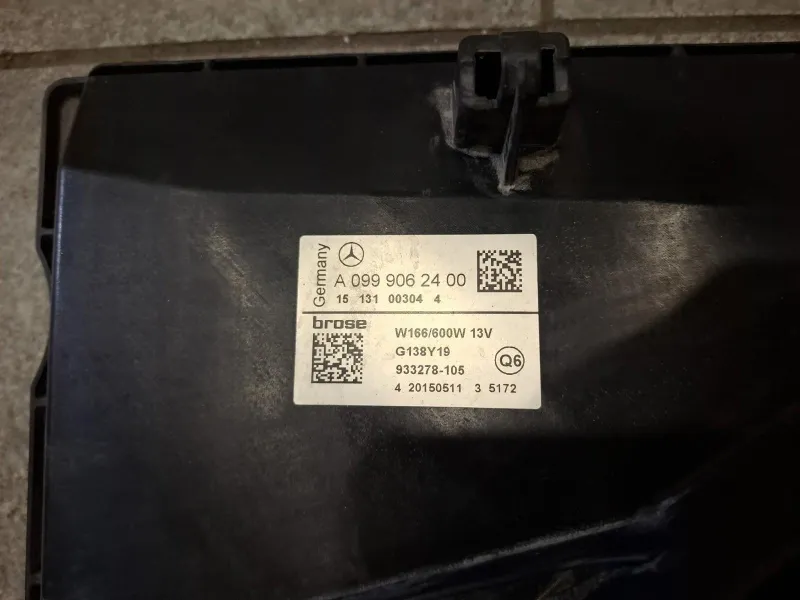 Germany
A 099 906 24 00
15 131 00304 4
brose
W166/600W 13V
G138Y19
933278-105
Q6
4 20150511 3 5172